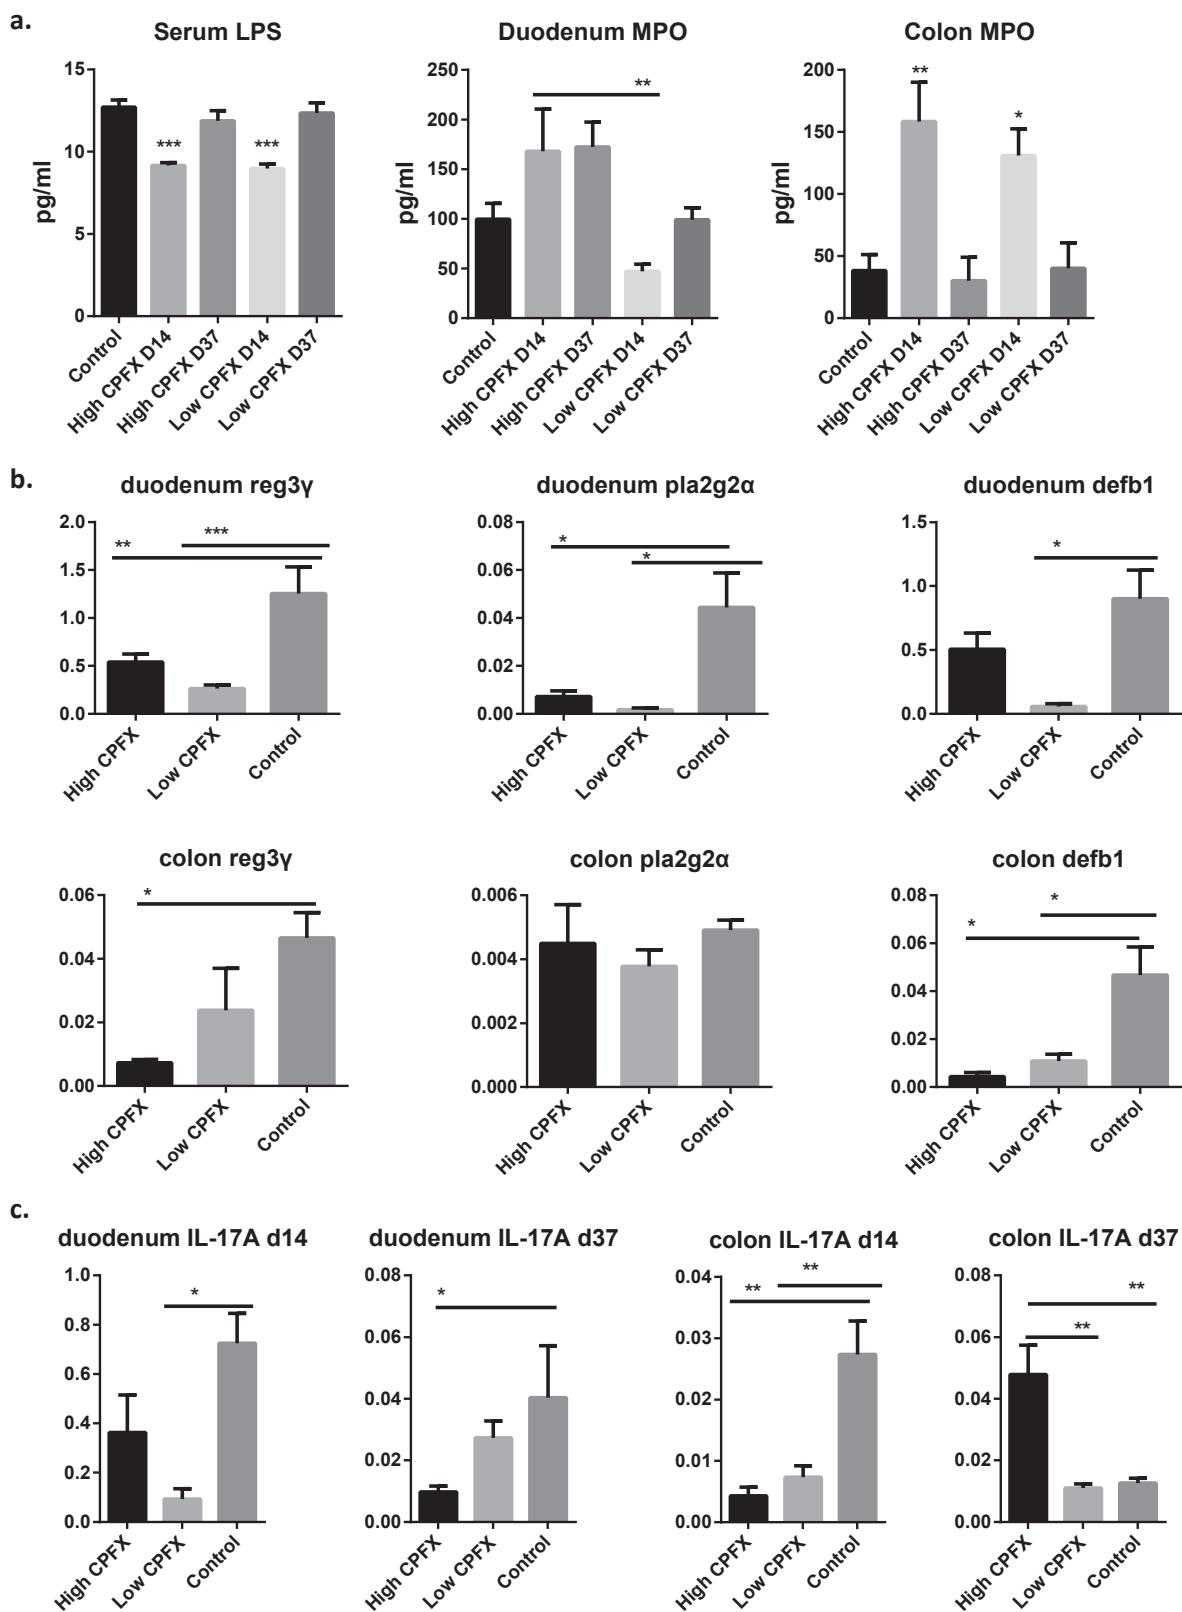 a.
Serum LPS
15
10
5
0
pg/ml
***
***
Control
High CPFX D14
High CPFX D37
Low CPFX D14
Low CPFX D37
Duodenum MPO
250
200
150
100
50
0
pg/ml
**
Control
High CPFX D14
High CPFX D37
Low CPFX D14
Low CPFX D37
Colon MPO
200
150
100
50
0
pg/ml
**
*
Control
High CPFX D14
High CPFX D37
Low CPFX D14
Low CPFX D37
b.
duodenum reg3γ
2.0
1.5
1.0
0.5
0.0
**
***
High CPFX
Low CPFX
Control
duodenum pla2g2α
0.08
0.06
0.04
0.02
0.00
*
*
High CPFX
Low CPFX
Control
duodenum defb1
1.5
1.0
0.5
0.0
*
High CPFX
Low CPFX
Control
colon reg3γ
0.06
0.04
0.02
0.00
*
High CPFX
Low CPFX
Control
colon pla2g2α
0.006
0.004
0.002
0.000
High CPFX
Low CPFX
Control
colon defb1
0.08
0.06
0.04
0.02
0.00
*
*
High CPFX
Low CPFX
Control
c.
duodenum IL-17A d14
1.0
0.8
0.6
0.4
0.2
0.0
*
High CPFX
Low CPFX
Control
duodenum IL-17A d37
0.08
0.06
0.04
0.02
0.00
*
High CPFX
Low CPFX
Control
colon IL-17A d14
0.04
0.03
0.02
0.01
0.00
**
**
High CPFX
Low CPFX
Control
colon IL-17A d37
0.08
0.06
0.04
0.02
0.00
**
**
High CPFX
Low CPFX
Control